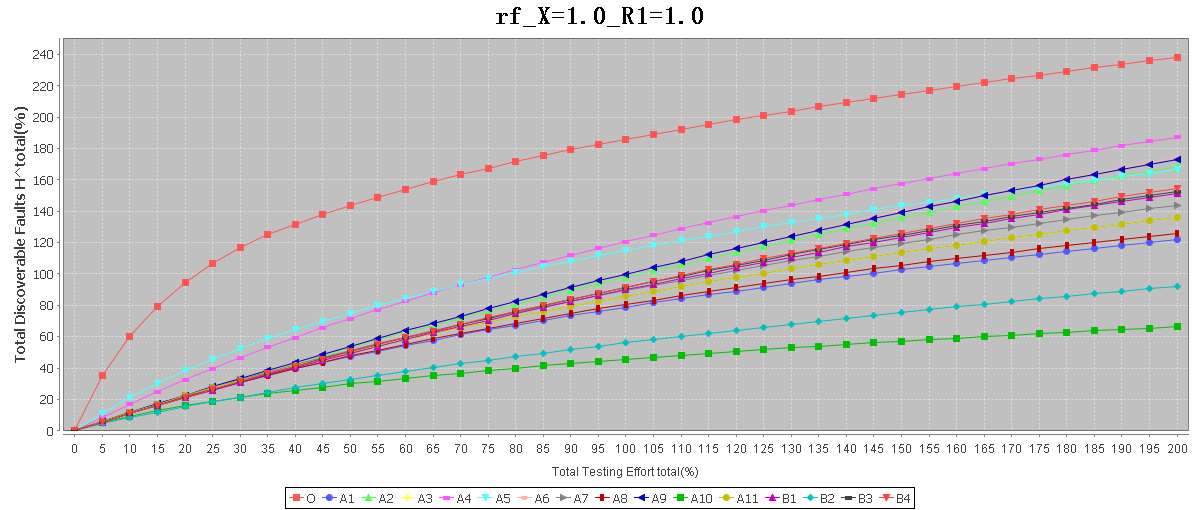 rf_X=1.0_R1=1.0
Total Discoverable Faults H^total(%)
240
220
200
180
160
140
120
100
80
60
40
20
0
0 5 10 15 20 25 30 35 40 45 50 55 60 65 70 75 80 85 90 95 100 105 110 115 120 125 130 135 140 145 150 155 160 165 170 175 180 185 190 195 200
Total Testing Effort total(%)
O A1 A2 A3 A4 A5 A6 A7 A8 A9 A10 A11 B1 B2 B3 B4